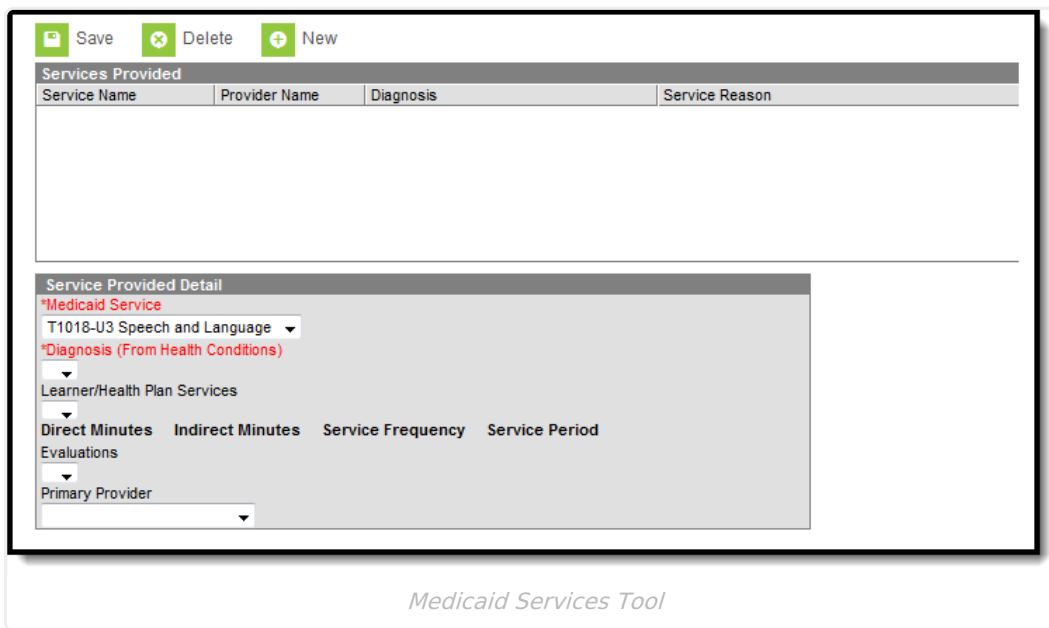 Save Delete New
Services Provided
Service Name Provider Name Diagnosis Service Reason
Service Provided Detail
*Medicaid Service
T1018-U3 Speech and Language
*Diagnosis (From Health Conditions)
Learner/Health Plan Services
Direct Minutes Indirect Minutes Service Frequency Service Period
Evaluations
Primary Provider
Medicaid Services Tool